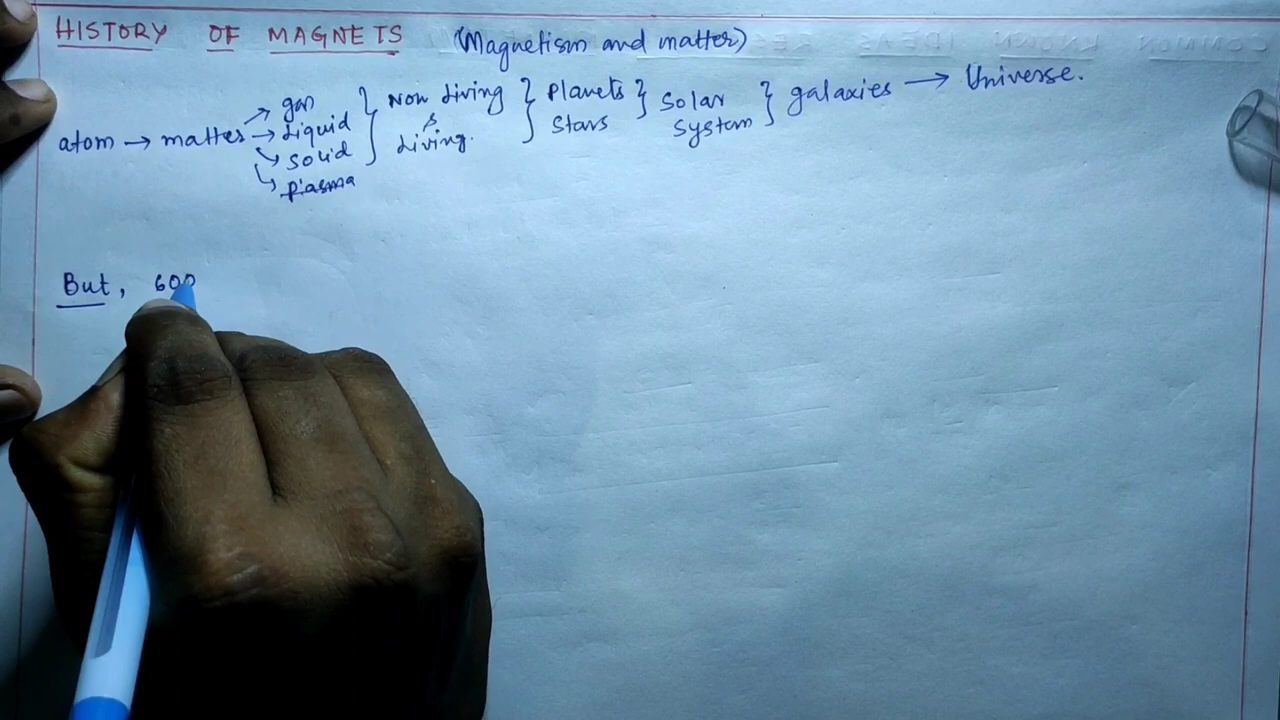 HISTORY OF MAGNETS (Magnetism and matter)
atom → matter → gas → Liquid → solid → plasma } Non living & Living. } Planets Stars } Solar System } galaxies → Universe.
But, 600